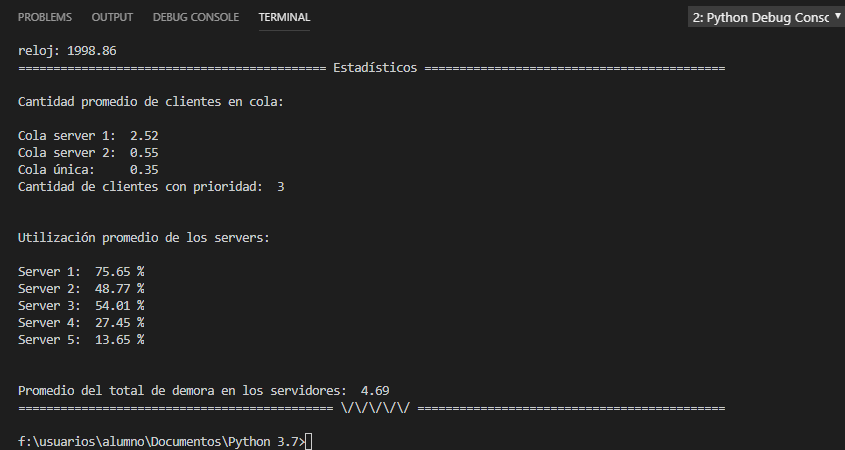 PROBLEMS OUTPUT DEBUG CONSOLE TERMINAL 2: Python Debug Consc
reloj: 1998.86
============================================ Estadísticos ===========================================
Cantidad promedio de clientes en cola:
Cola server 1: 2.52
Cola server 2: 0.55
Cola única: 0.35
Cantidad de clientes con prioridad: 3
Utilización promedio de los servers:
Server 1: 75.65 %
Server 2: 48.77 %
Server 3: 54.01 %
Server 4: 27.45 %
Server 5: 13.65 %
Promedio del total de demora en los servidores: 4.69
============================================= \/\/\/\/\/ ============================================
f:\usuarios\alumno\Documentos\Python 3.7>